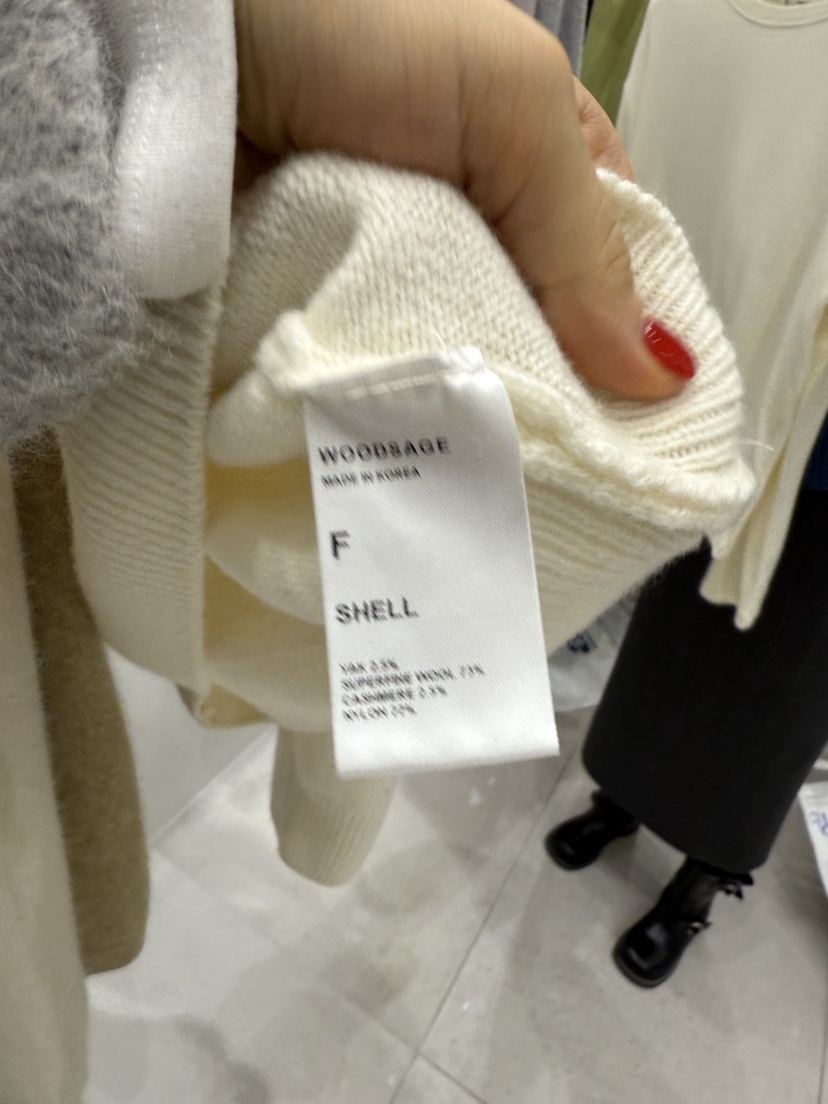 WOODSAGE
MADE IN KOREA
F
SHELL
YAK 2.5%
SUPERFINE WOOL 73%
CASHMERE 2.5%
NYLON 22%